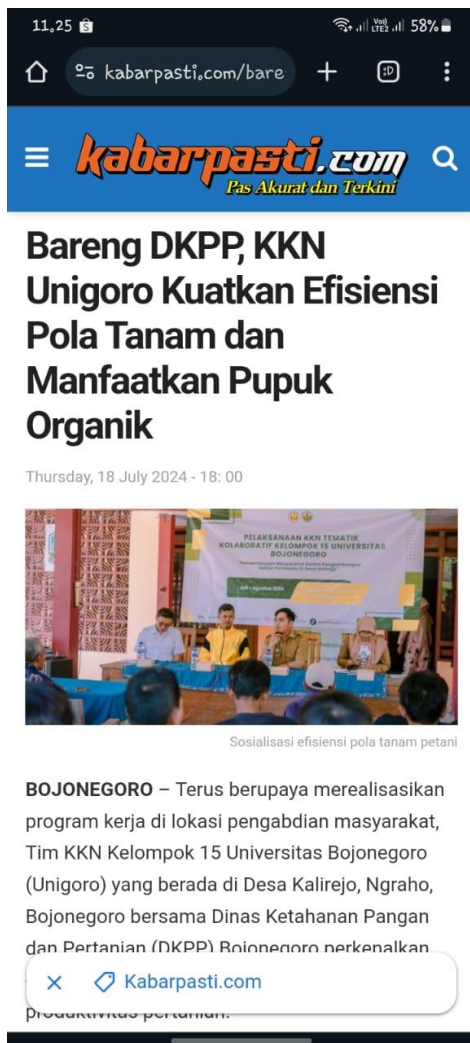 11.25
58%
kabarpasti.com/bare
kabarpasti.com
Pas Akurat dan Terkini
Bareng DKPP, KKN
Unigoro Kuatkan Efisiensi
Pola Tanam dan
Manfaatkan Pupuk
Organik
Thursday, 18 July 2024 - 18: 00
PELAKSANAAN KKN TEMATIK
KOLABORATIF KELOMPOK 15 UNIVERSITAS
BOJONEGORO
Sosialisasi efisiensi pola tanam petani
BOJONEGORO – Terus berupaya merealisasikan
program kerja di lokasi pengabdian masyarakat,
Tim KKN Kelompok 15 Universitas Bojonegoro
(Unigoro) yang berada di Desa Kalirejo, Ngraho,
Bojonegoro bersama Dinas Ketahanan Pangan
dan Pertanian (DKPP) Bojonegoro perkenalkan
Kabarpasti.com
produktivitas pertanian.